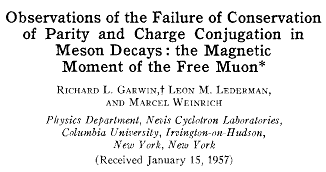 Observations of the Failure of Conservation
of Parity and Charge Conjugation in
Meson Decays: the Magnetic
Moment of the Free Muon*
RICHARD L. GARWIN,† LEON M. LEDERMAN,
AND MARCEL WEINRICH
Physics Department, Nevis Cyclotron Laboratories,
Columbia University, Irvington-on-Hudson,
New York, New York
(Received January 15, 1957)